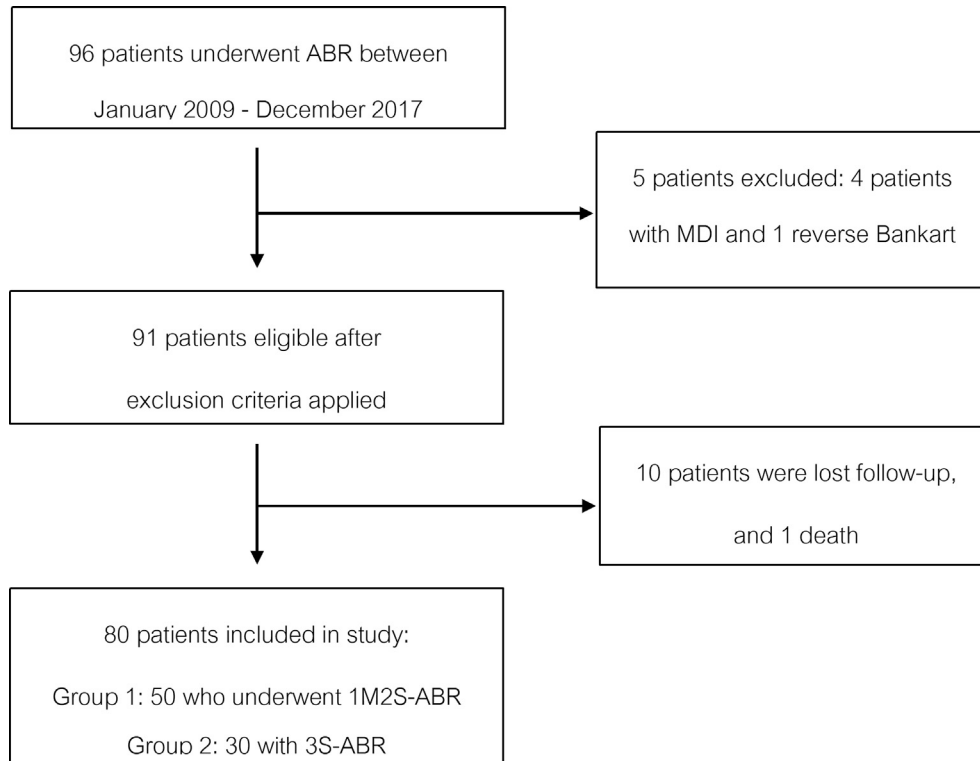 96 patients underwent ABR between
January 2009 - December 2017
5 patients excluded: 4 patients
with MDI and 1 reverse Bankart
91 patients eligible after
exclusion criteria applied
10 patients were lost follow-up,
and 1 death
80 patients included in study:
Group 1: 50 who underwent 1M2S-ABR
Group 2: 30 with 3S-ABR